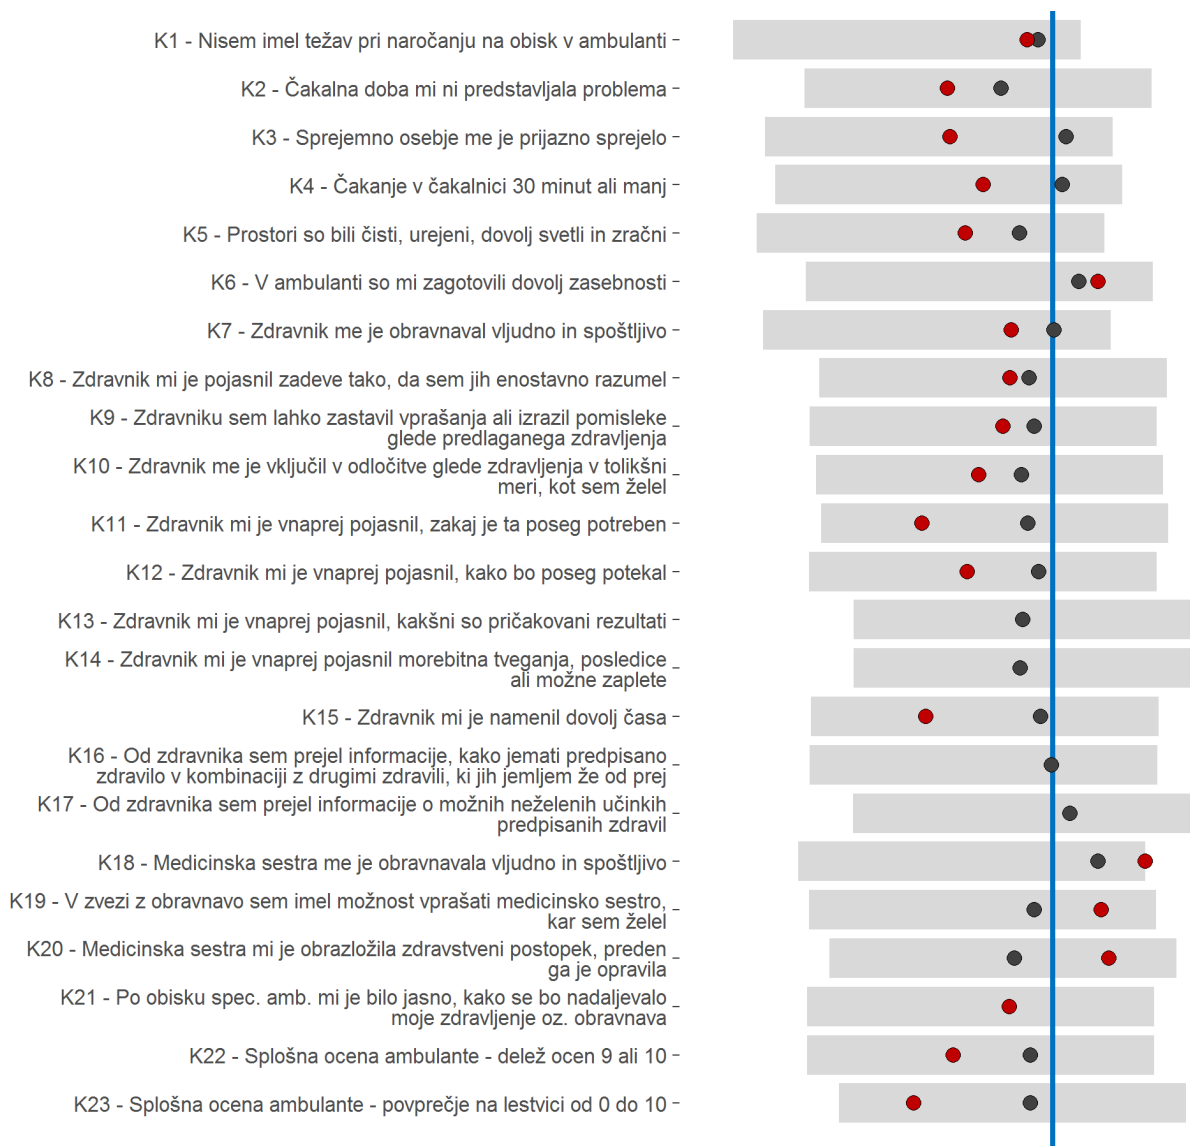 K1 - Nisem imel težav pri naročanju na obisk v ambulanti
K2 - Čakalna doba mi ni predstavljala problema
K3 - Sprejemno osebje me je prijazno sprejelo
K4 - Čakanje v čakalnici 30 minut ali manj
K5 - Prostori so bili čisti, urejeni, dovolj svetli in zračni
K6 - V ambulanti so mi zagotovili dovolj zasebnosti
K7 - Zdravnik me je obravnaval vljudno in spoštljivo
K8 - Zdravnik mi je pojasnil zadeve tako, da sem jih enostavno razumel
K9 - Zdravniku sem lahko zastavil vprašanja ali izrazil pomisleke
glede predlaganega zdravljenja
K10 - Zdravnik me je vključil v odločitve glede zdravljenja v tolikšni
meri, kot sem želel
K11 - Zdravnik mi je vnaprej pojasnil, zakaj je ta poseg potreben
K12 - Zdravnik mi je vnaprej pojasnil, kako bo poseg potekal
K13 - Zdravnik mi je vnaprej pojasnil, kakšni so pričakovani rezultati
K14 - Zdravnik mi je vnaprej pojasnil morebitna tveganja, posledice
ali možne zaplete
K15 - Zdravnik mi je namenil dovolj časa
K16 - Od zdravnika sem prejel informacije, kako jemati predpisano
zdravilo v kombinaciji z drugimi zdravili, ki jih jemljem že od prej
K17 - Od zdravnika sem prejel informacije o možnih neželenih učinkih
predpisanih zdravil
K18 - Medicinska sestra me je obravnavala vljudno in spoštljivo
K19 - V zvezi z obravnavo sem imel možnost vprašati medicinsko sestro,
kar sem želel
K20 - Medicinska sestra mi je obrazložila zdravstveni postopek, preden
ga je opravila
K21 - Po obisku spec. amb. mi je bilo jasno, kako se bo nadaljevalo
moje zdravljenje oz. obravnava
K22 - Splošna ocena ambulante - delež ocen 9 ali 10
K23 - Splošna ocena ambulante - povprečje na lestvici od 0 do 10